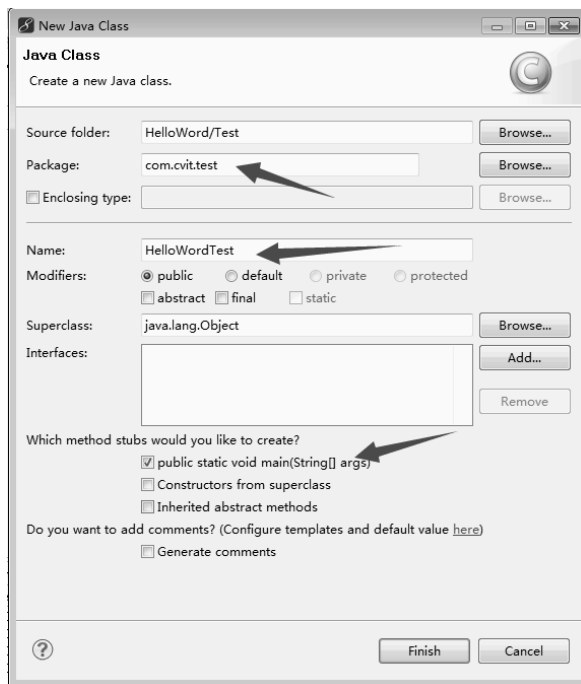 New Java Class
Java Class
Create a new Java class.
Source folder: HelloWord/Test Browse...
Package: com.cvit.test Browse...
Enclosing type: Browse...
Name: HelloWordTest
Modifiers: public default private protected
abstract final static
Superclass: java.lang.Object Browse...
Interfaces: Add...
Remove
Which method stubs would you like to create?
public static void main(String[] args)
Constructors from superclass
Inherited abstract methods
Do you want to add comments? (Configure templates and default value here)
Generate comments
Finish Cancel